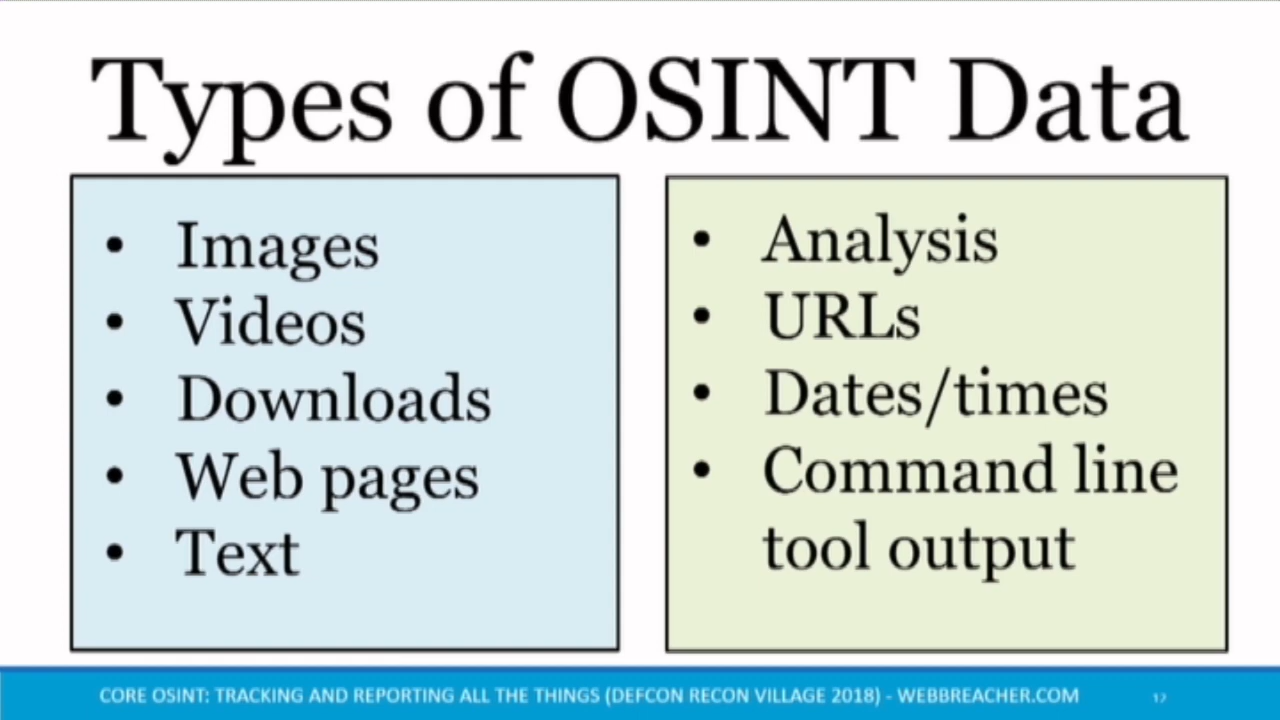 Types of OSINT Data
• Images
• Videos
• Downloads
• Web pages
• Text
• Analysis
• URLs
• Dates/times
• Command line
tool output
CORE OSINT: TRACKING AND REPORTING ALL THE THINGS (DEFCON RECON VILLAGE 2018) - WEBBREACHER.COM